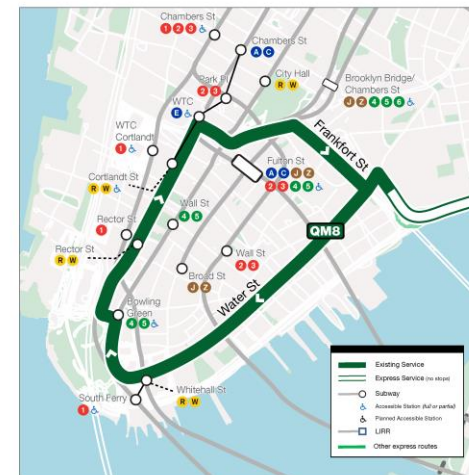 Chambers St
1 2 3
Chambers St
A C
Park Pl
2 3
City Hall
R W
Brooklyn Bridge/
Chambers St
J Z 4 5 6
WTC
E
WTC
Cortlandt
1
Frankfort St
Cortlandt St
R W
Fulton St
A C J Z
2 3 4 5
Wall St
4 5
Rector St
1
QM8
Rector St
R W
Wall St
2 3
Broad St
J Z
Water St
Bowling
Green
4 5
Whitehall St
R W
South Ferry
1
Existing Service
Express Service (no stops)
Subway
Accessible Station (full or partial)
Planned Accessible Station
LIRR
Other express routes